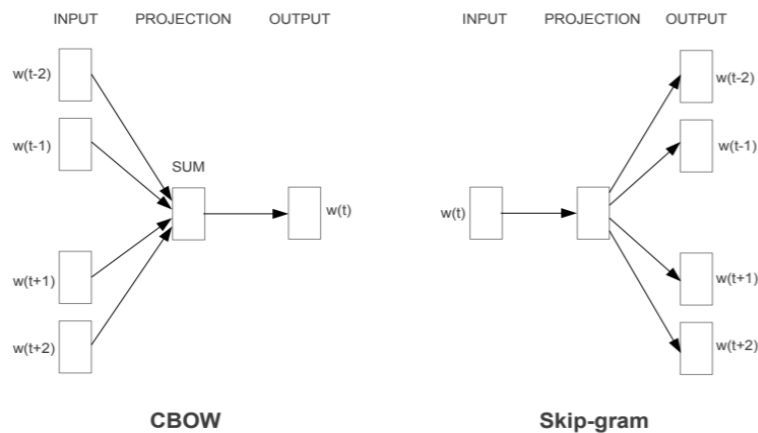 INPUT PROJECTION OUTPUT
w(t-2)
w(t-1)
SUM
w(t)
w(t+1)
w(t+2)
CBOW
INPUT PROJECTION OUTPUT
w(t-2)
w(t-1)
w(t)
w(t+1)
w(t+2)
Skip-gram